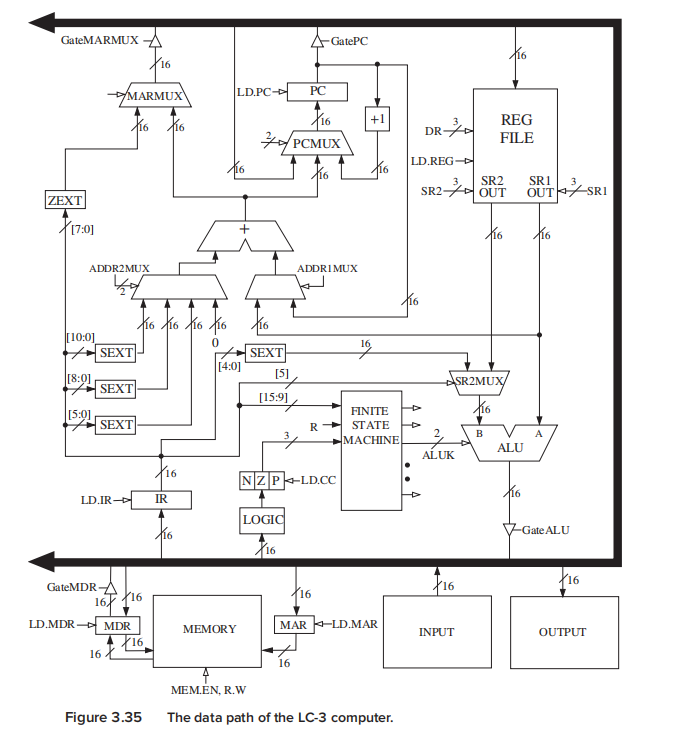 GateMARMUX
GatePC
16
16
MARMUX
LD.PC
PC
16
16
16
2
PCMUX
+1
16
16
16
REG
FILE
DR
3
LD.REG
SR2
3
SR2
OUT
SR1
OUT
3
SR1
16
16
ZEXT
[7:0]
+
ADDR2MUX
2
ADDR1MUX
16
16
16
16
16
16
0
[10:0]
SEXT
[4:0]
SEXT
16
[8:0]
SEXT
[5]
SR2MUX
[5:0]
SEXT
[15:9]
16
FINITE
STATE
MACHINE
R
3
2
ALUK
B
A
ALU
16
LD.IR
IR
N Z P
LD.CC
16
LOGIC
GateALU
16
16
GateMDR
16
16
16
16
16
LD.MDR
MDR
MEMORY
MAR
LD.MAR
INPUT
OUTPUT
16
16
16
MEM.EN, R.W
Figure 3.35 The data path of the LC-3 computer.